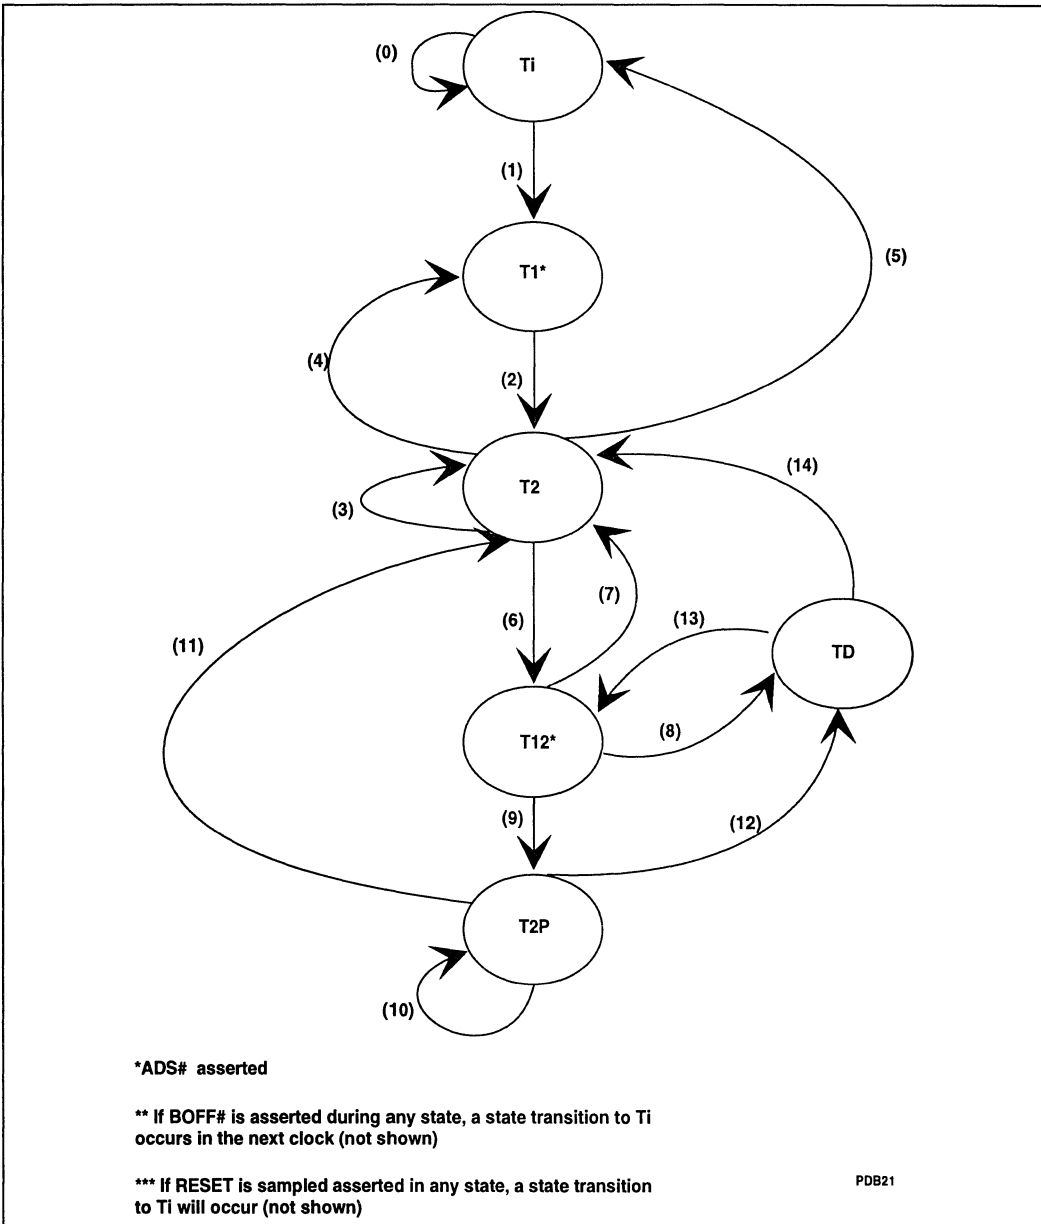 (0)
Ti
(1)
T1*
(5)
(4)
(2)
T2
(14)
(3)
(7)
(6)
(13)
(11)
TD
T12*
(8)
(9)
(12)
T2P
(10)
*ADS# asserted
** If BOFF# is asserted during any state, a state transition to Ti
occurs in the next clock (not shown)
*** If RESET is sampled asserted in any state, a state transition
to Ti will occur (not shown)
PDB21